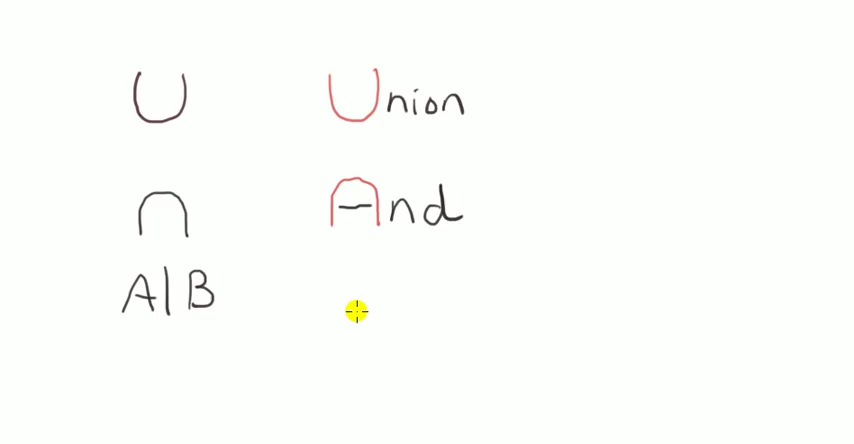 ∪ Union
∩ And
A|B